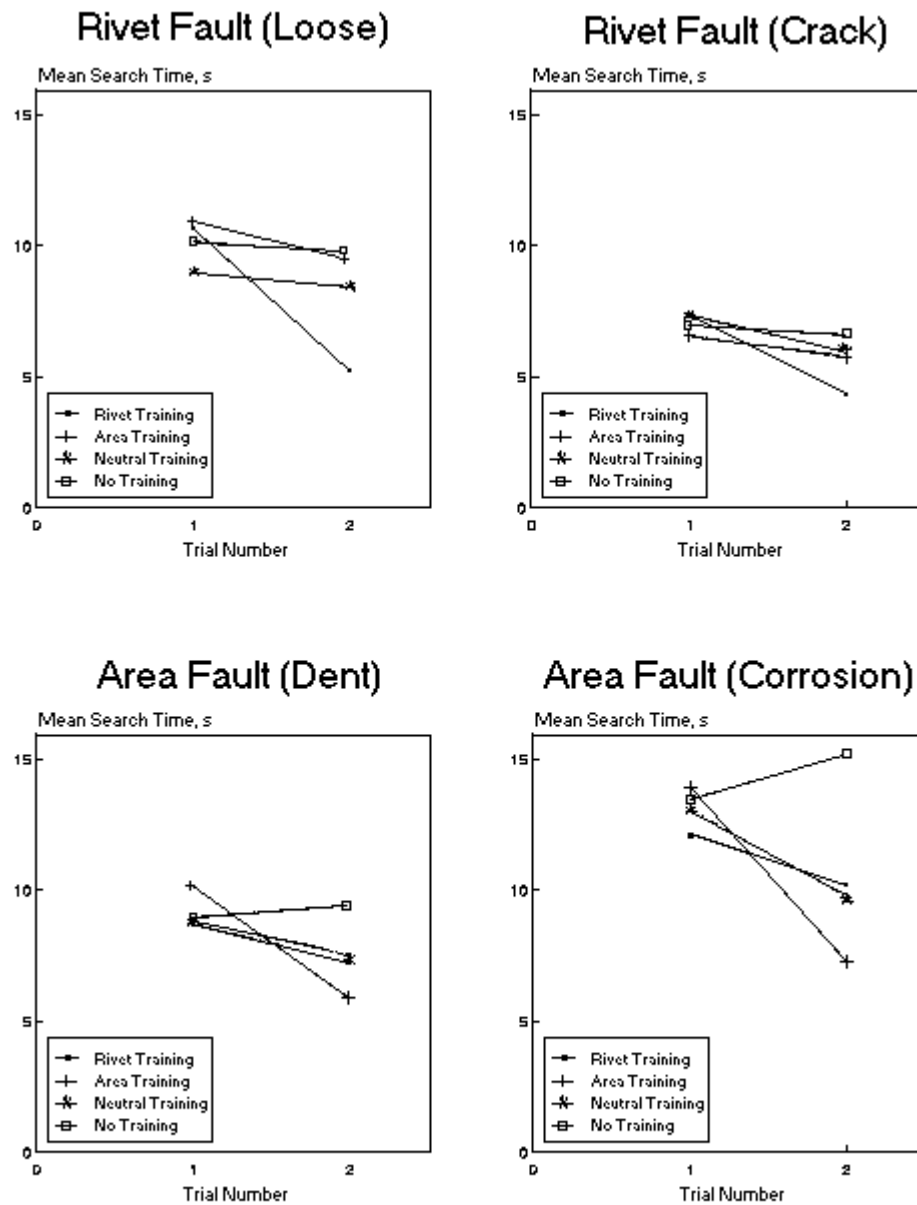 Rivet Fault (Loose)
Mean Search Time, s
15
10
5
0
Rivet Training
Area Training
Neutral Training
No Training
0 1 2
Trial Number
Rivet Fault (Crack)
Mean Search Time, s
15
10
5
0
Rivet Training
Area Training
Neutral Training
No Training
0 1 2
Trial Number
Area Fault (Dent)
Mean Search Time, s
15
10
5
0
Rivet Training
Area Training
Neutral Training
No Training
0 1 2
Trial Number
Area Fault (Corrosion)
Mean Search Time, s
15
10
5
0
Rivet Training
Area Training
Neutral Training
No Training
0 1 2
Trial Number